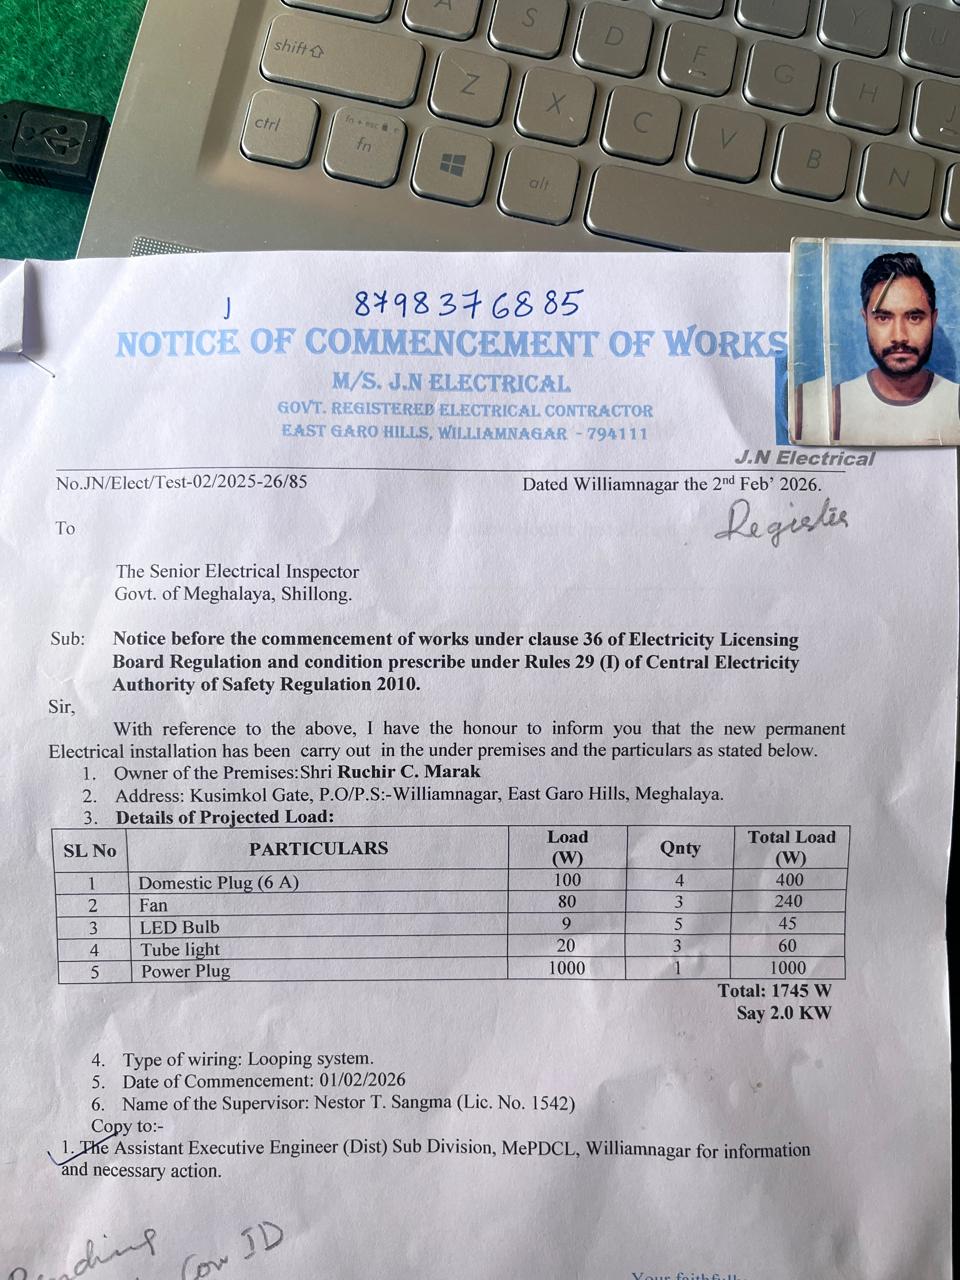 A S D F G H J Y U
shift Z X C V B N
ctrl fn + esc fn alt
J 8798376885
NOTICE OF COMMENCEMENT OF WORKS
M/S. J.N ELECTRICAL
GOVT. REGISTERED ELECTRICAL CONTRACTOR
EAST GARO HILLS, WILLIAMNAGAR - 794111
J.N Electrical
No.JN/Elect/Test-02/2025-26/85 Dated Williamnagar the 2nd Feb' 2026.
Register
To
The Senior Electrical Inspector
Govt. of Meghalaya, Shillong.
Sub: Notice before the commencement of works under clause 36 of Electricity Licensing
Board Regulation and condition prescribe under Rules 29 (I) of Central Electricity
Authority of Safety Regulation 2010.
Sir,
With reference to the above, I have the honour to inform you that the new permanent
Electrical installation has been carry out in the under premises and the particulars as stated below.
1. Owner of the Premises:Shri Ruchir C. Marak
2. Address: Kusimkol Gate, P.O/P.S:-Williamnagar, East Garo Hills, Meghalaya.
3. Details of Projected Load:
SL No PARTICULARS Load (W) Qnty Total Load (W)
1 Domestic Plug (6 A) 100 4 400
2 Fan 80 3 240
3 LED Bulb 9 5 45
4 Tube light 20 3 60
5 Power Plug 1000 1 1000
Total: 1745 W
Say 2.0 KW
4. Type of wiring: Looping system.
5. Date of Commencement: 01/02/2026
6. Name of the Supervisor: Nestor T. Sangma (Lic. No. 1542)
Copy to:-
1. The Assistant Executive Engineer (Dist) Sub Division, MePDCL, Williamnagar for information
and necessary action.
Pending
Con ID